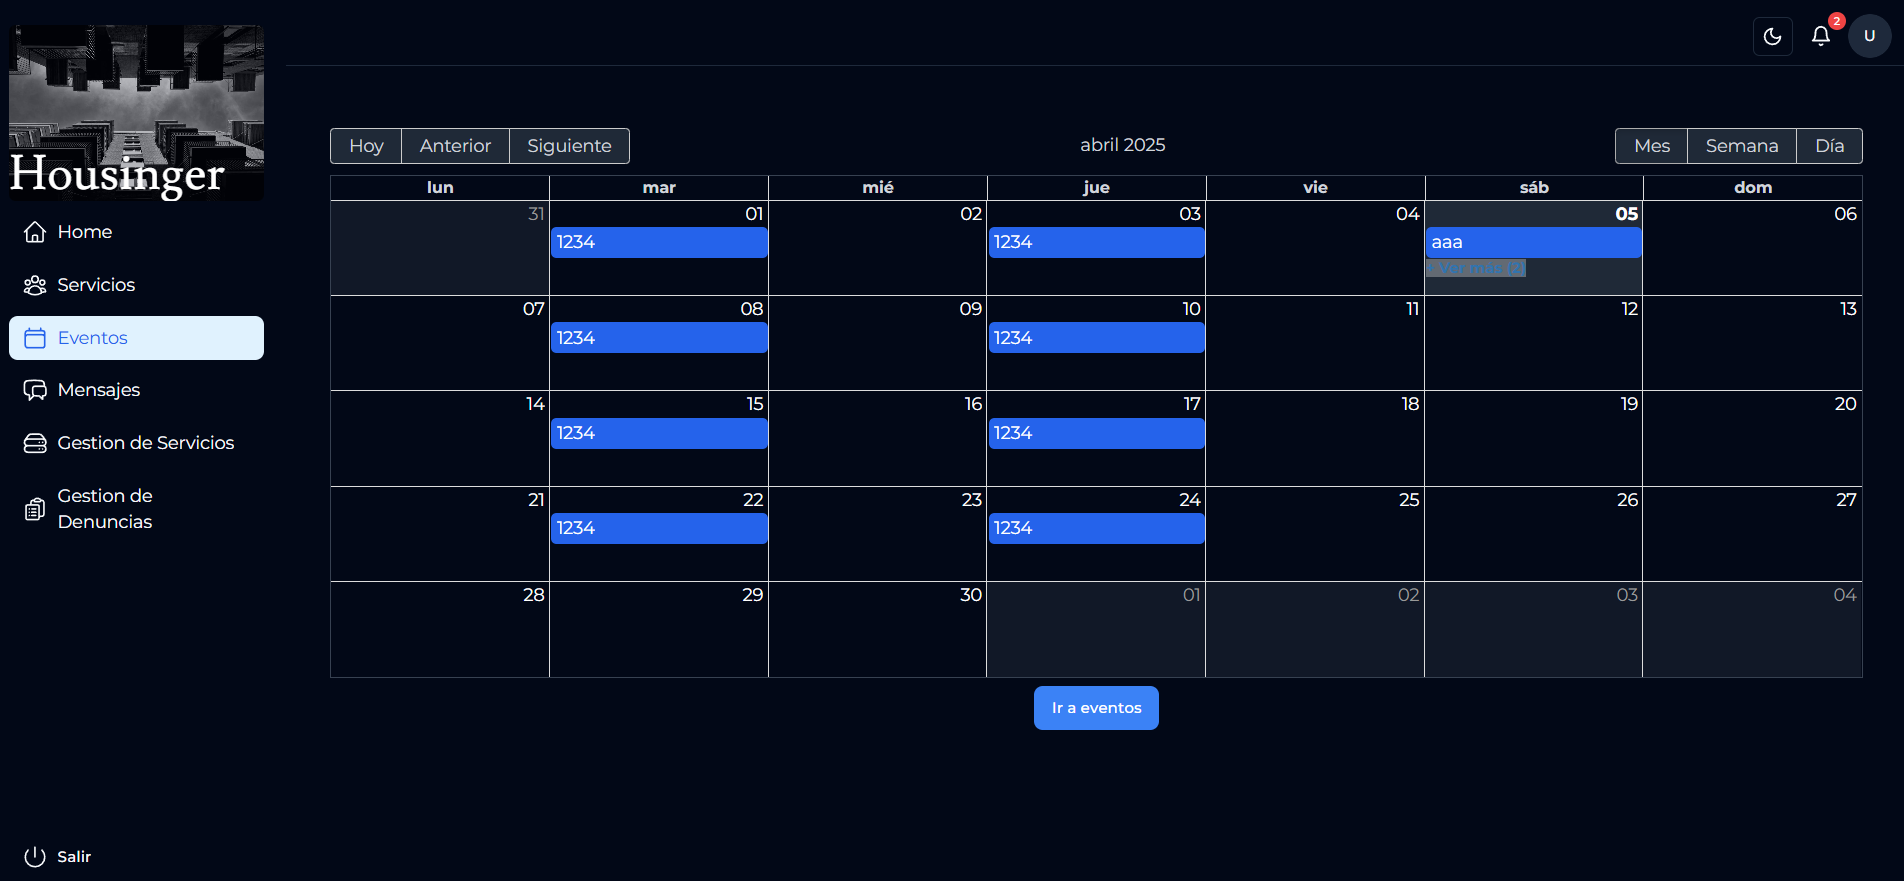 2
U
Housinger
Home
Servicios
Eventos
Mensajes
Gestion de Servicios
Gestion de
Denuncias
Salir
Hoy Anterior Siguiente
abril 2025
Mes Semana Día
lun mar mié jue vie sáb dom
31 01 02 03 04 05 06
1234 1234 aaa
+ Ver más (2)
07 08 09 10 11 12 13
1234 1234
14 15 16 17 18 19 20
1234 1234
21 22 23 24 25 26 27
1234 1234
28 29 30 01 02 03 04
Ir a eventos